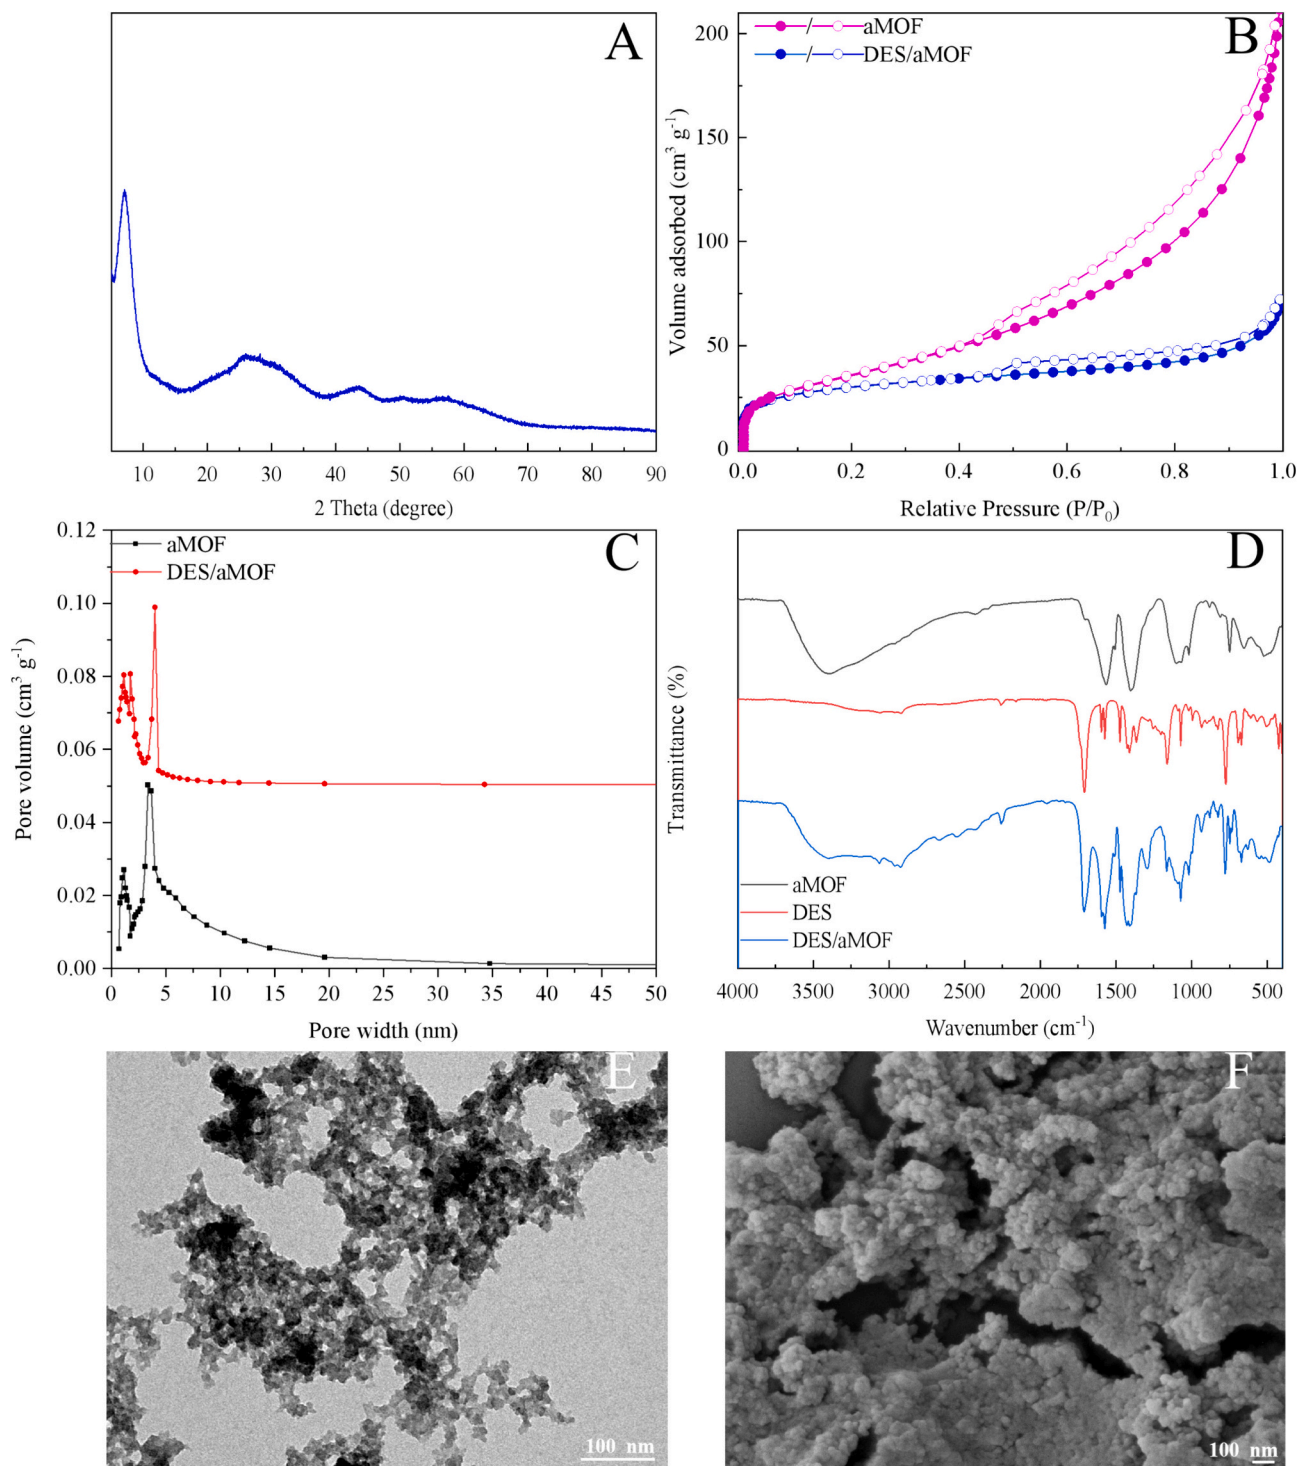 A
10 20 30 40 50 60 70 80 90
2 Theta (degree)
B
/ aMOF
/ DES/aMOF
Volume adsorbed (cm³ g⁻¹)
200
150
100
50
0
0.0 0.2 0.4 0.6 0.8 1.0
Relative Pressure (P/P₀)
C
aMOF
DES/aMOF
Pore volume (cm³ g⁻¹)
0.12
0.10
0.08
0.06
0.04
0.02
0.00
0 5 10 15 20 25 30 35 40 45 50
Pore width (nm)
D
Transmittance (%)
aMOF
DES
DES/aMOF
4000 3500 3000 2500 2000 1500 1000 500
Wavenumber (cm⁻¹)
E
100 nm
F
100 nm